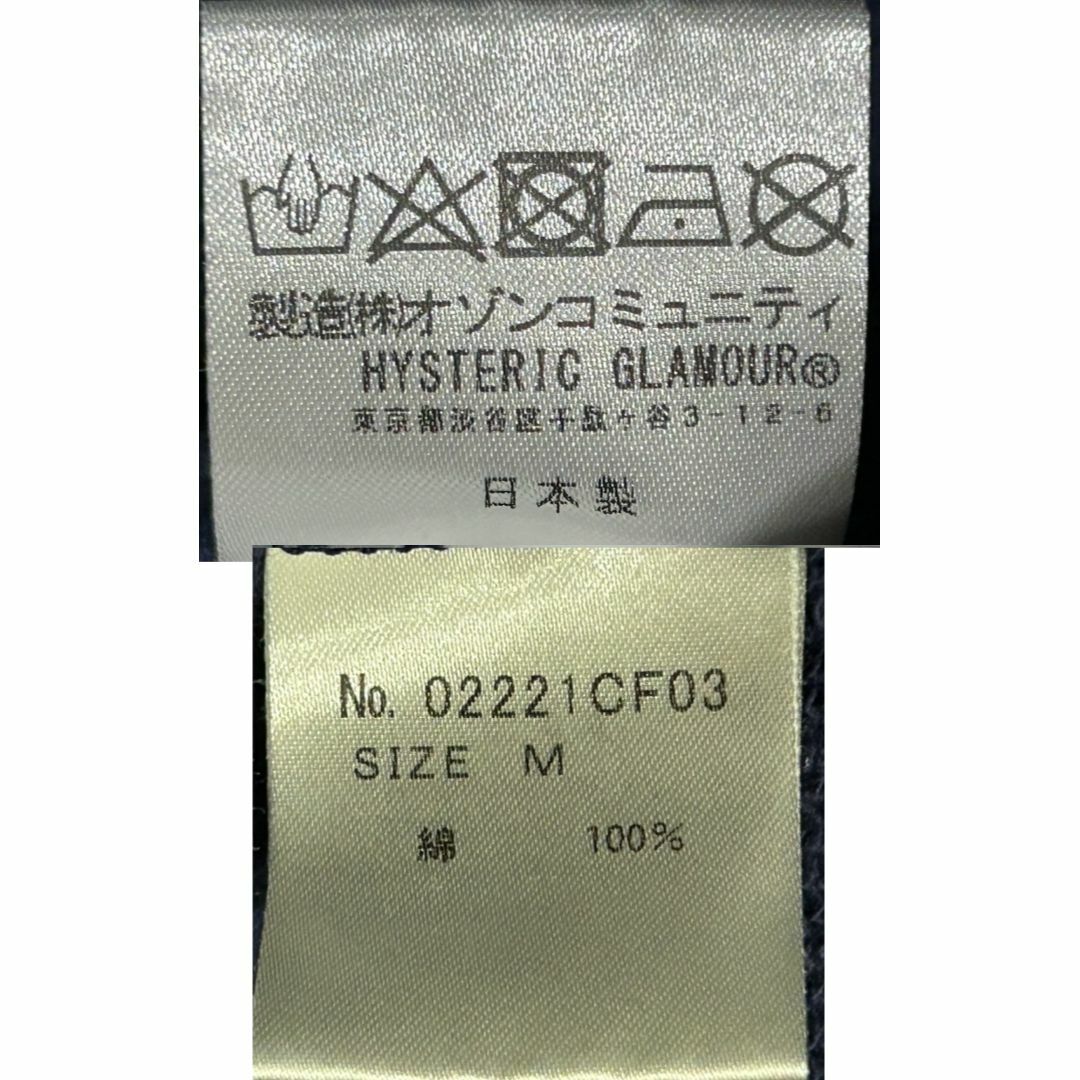 製造(株)オゾンコミュニティ
HYSTERIC GLAMOUR®
東京都渋谷区千駄ヶ谷3-12-6
日本製
No. 02221CF03
SIZE M
綿 100%